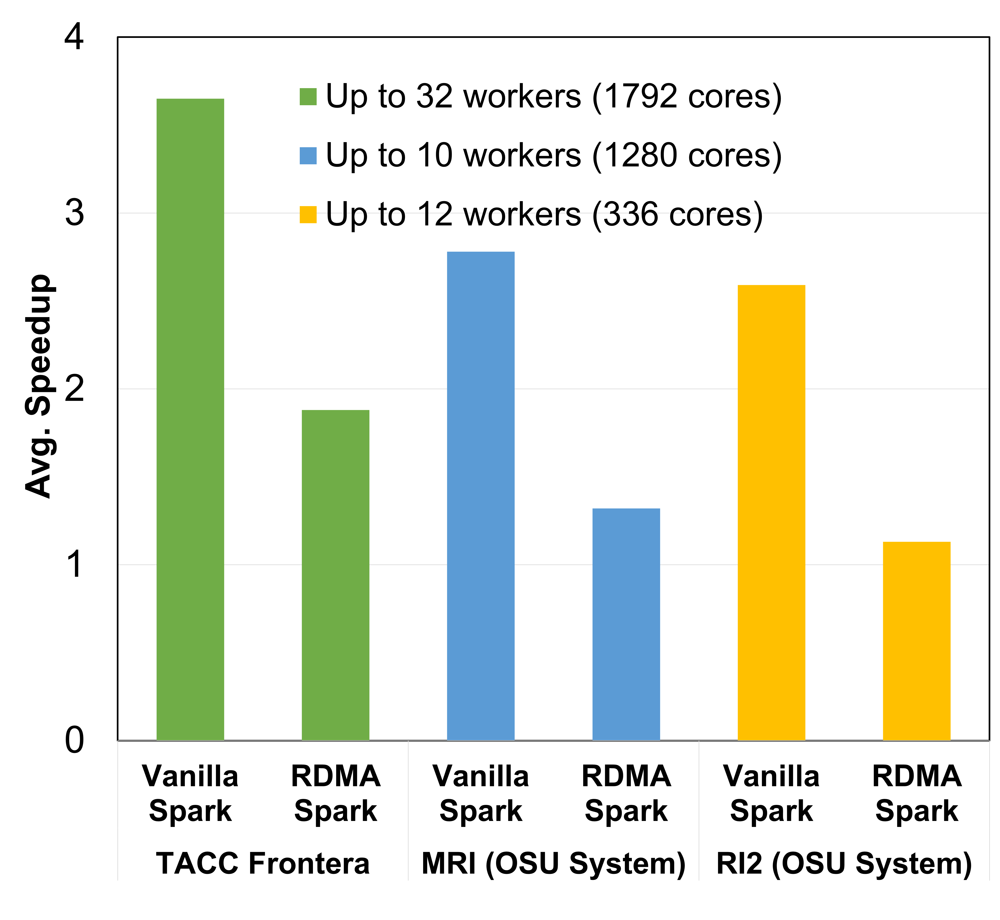 4
3
2
1
0
Avg. Speedup
Up to 32 workers (1792 cores)
Up to 10 workers (1280 cores)
Up to 12 workers (336 cores)
Vanilla
Spark
RDMA
Spark
Vanilla
Spark
RDMA
Spark
Vanilla
Spark
RDMA
Spark
TACC Frontera
MRI (OSU System)
RI2 (OSU System)